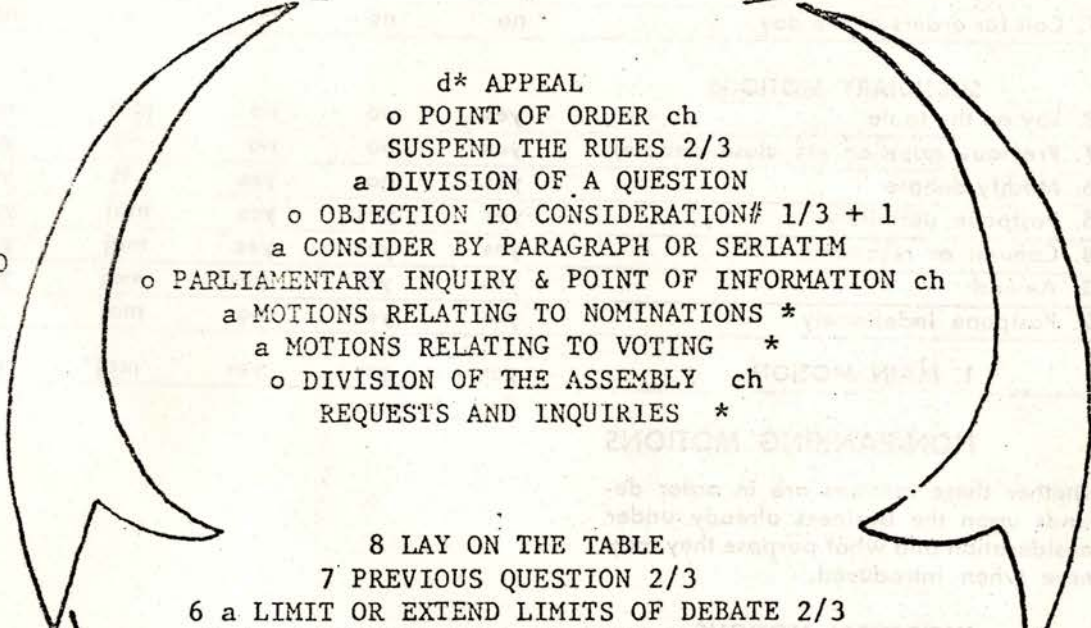 d* APPEAL
o POINT OF ORDER ch
SUSPEND THE RULES 2/3
a DIVISION OF A QUESTION
o OBJECTION TO CONSIDERATION# 1/3 + 1
a CONSIDER BY PARAGRAPH OR SERIATIM
o PARLIAMENTARY INQUIRY & POINT OF INFORMATION ch
a MOTIONS RELATING TO NOMINATIONS *
a MOTIONS RELATING TO VOTING *
o DIVISION OF THE ASSEMBLY ch
REQUESTS AND INQUIRIES *
8 LAY ON THE TABLE
7 PREVIOUS QUESTION 2/3
6 a LIMIT OR EXTEND LIMITS OF DEBATE 2/3